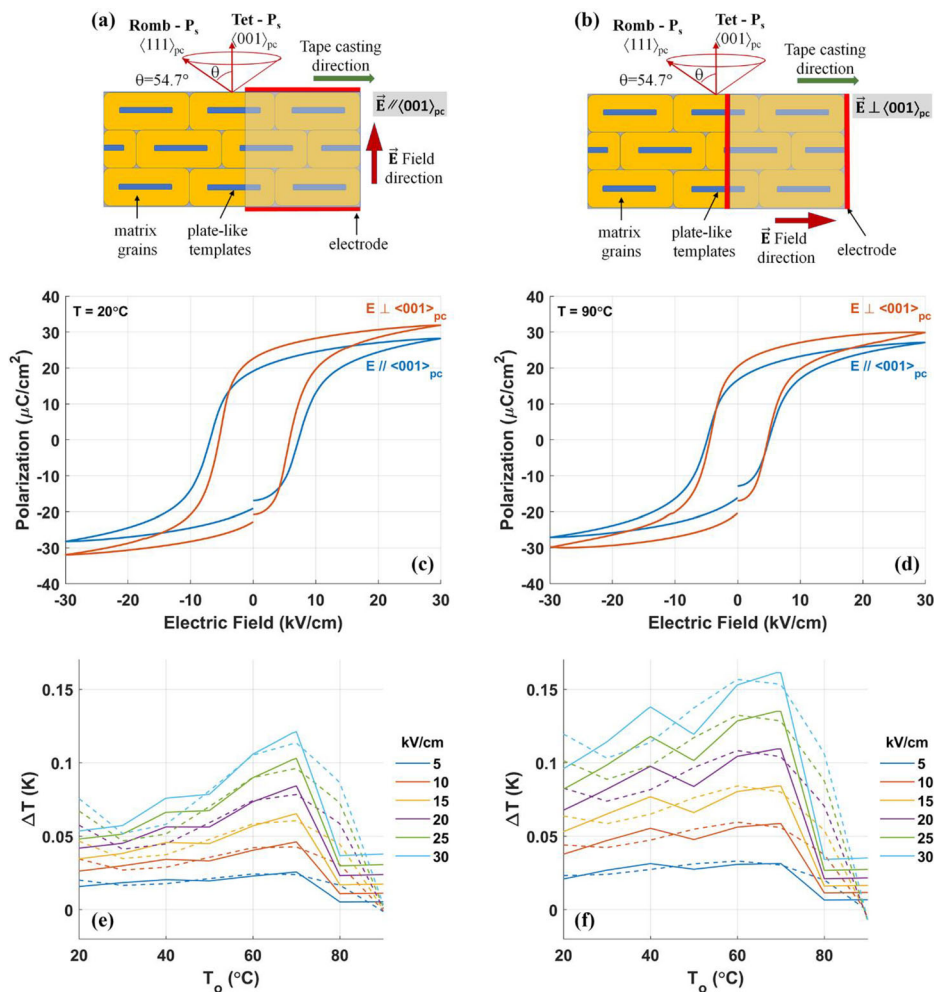 (a)
Romb - Ps
Tet - Ps
⟨111⟩pc
⟨001⟩pc
θ
θ=54.7°
Tape casting
direction
E⃗ // ⟨001⟩pc
E⃗ Field
direction
matrix
grains
plate-like
templates
electrode
(b)
Romb - Ps
Tet - Ps
⟨111⟩pc
⟨001⟩pc
θ
θ=54.7°
Tape casting
direction
E⃗ ⊥ ⟨001⟩pc
matrix
grains
plate-like
templates
E⃗ Field
direction
electrode
40
30
20
10
0
-10
-20
-30
-40
Polarization (μC/cm²)
T = 20°C
E ⊥ <001>pc
E // <001>pc
(c)
-30 -20 -10 0 10 20 30
Electric Field (kV/cm)
40
30
20
10
0
-10
-20
-30
-40
Polarization (μC/cm²)
T = 90°C
E ⊥ <001>pc
E // <001>pc
(d)
-30 -20 -10 0 10 20 30
Electric Field (kV/cm)
0.15
0.1
0.05
0
ΔT (K)
(e)
20 40 60 80
To (°C)
kV/cm
5
10
15
20
25
30
0.15
0.1
0.05
0
ΔT (K)
(f)
20 40 60 80
To (°C)
kV/cm
5
10
15
20
25
30